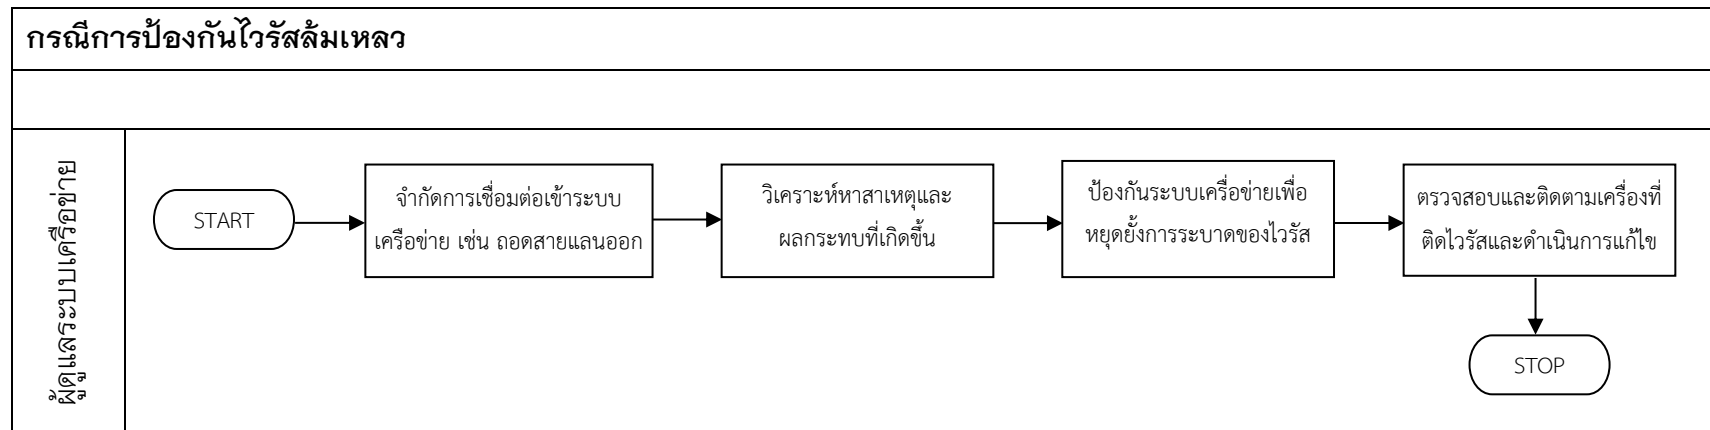 กรณีการป้องกันไวรัสล้มเหลว
ผู้ดูแลระบบเครือข่าย
START
จำกัดการเชื่อมต่อเข้าระบบ
เครือข่าย เช่น ถอดสายแลนออก
วิเคราะห์หาสาเหตุและ
ผลกระทบที่เกิดขึ้น
ป้องกันระบบเครื่อข่ายเพื่อ
หยุดยั้งการระบาดของไวรัส
ตรวจสอบและติดตามเครื่องที่
ติดไวรัสและดำเนินการแก้ไข
STOP